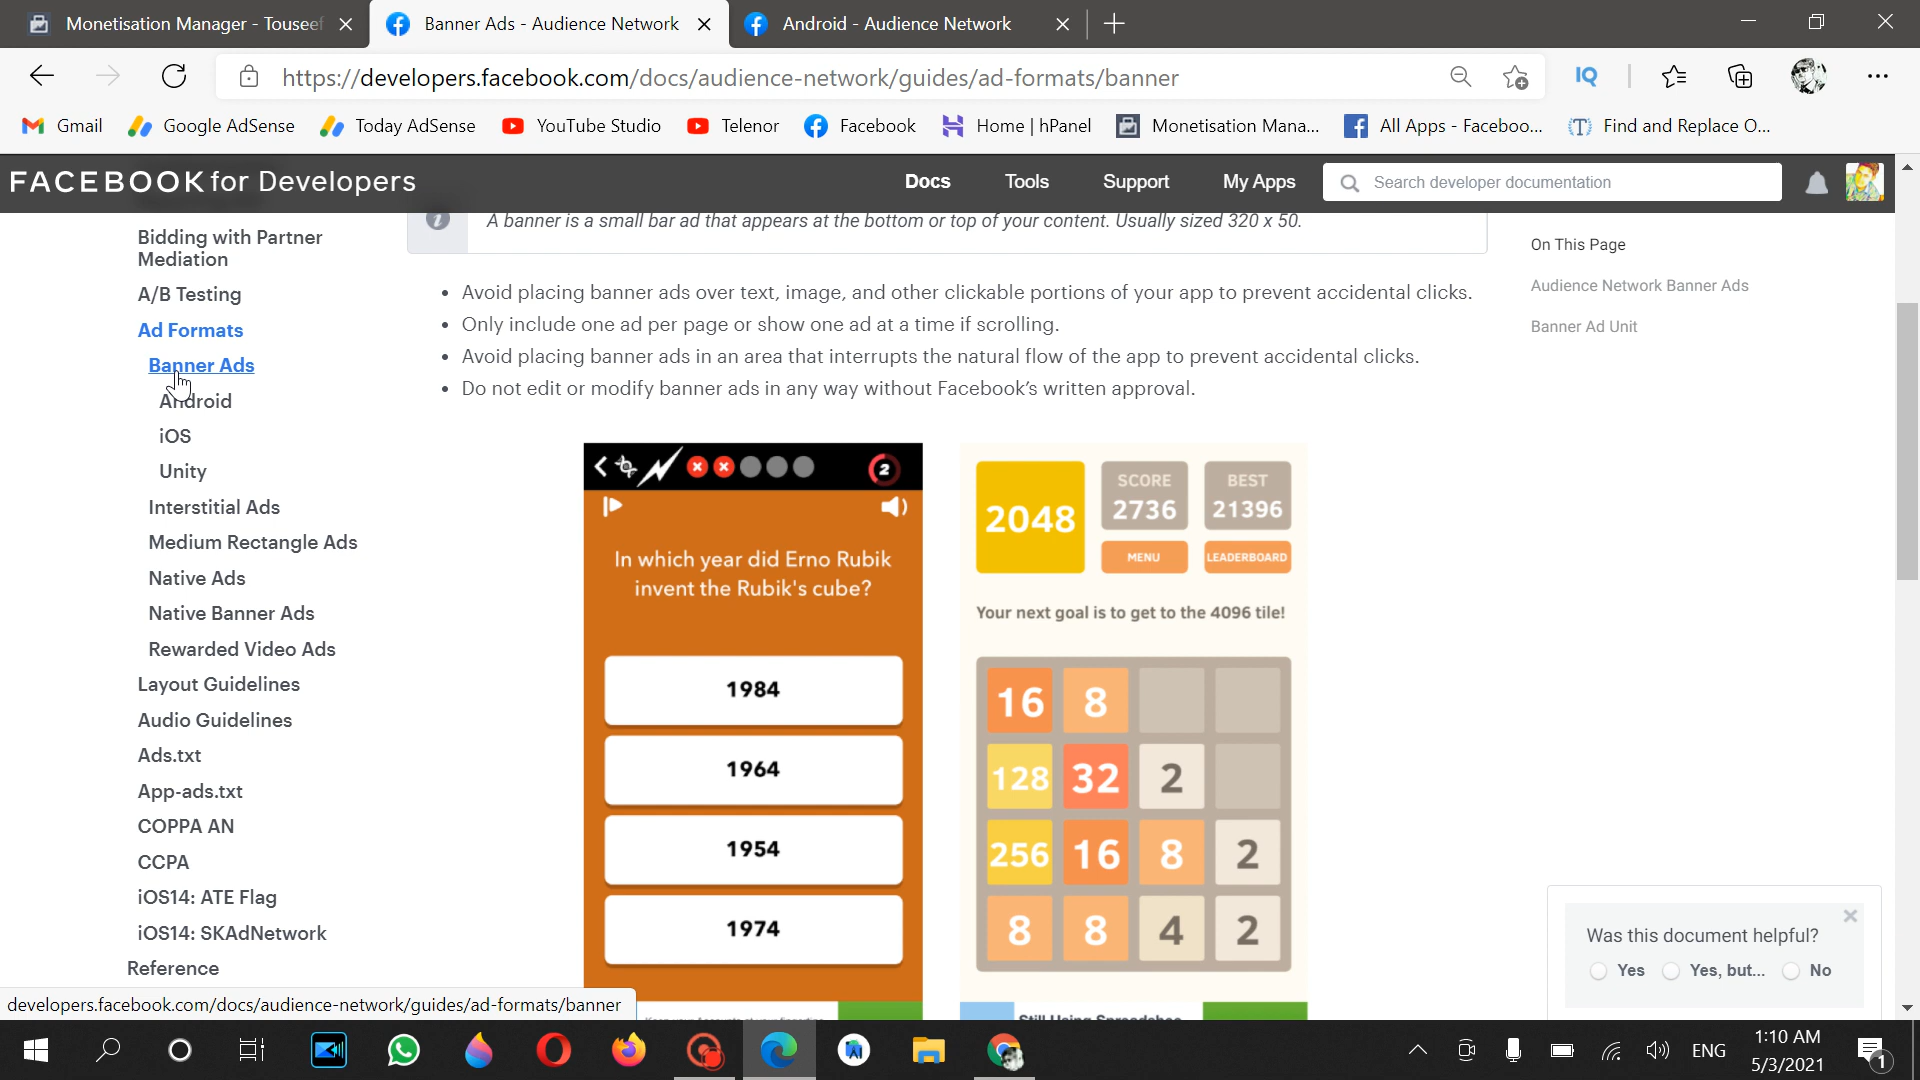 Monetisation Manager - Touseef
Banner Ads - Audience Network
Android - Audience Network
https://developers.facebook.com/docs/audience-network/guides/ad-formats/banner
IQ
Gmail
Google AdSense
Today AdSense
YouTube Studio
Telenor
Facebook
Home | hPanel
Monetisation Mana...
All Apps - Faceboo...
Find and Replace O...
FACEBOOK for Developers
Docs
Tools
Support
My Apps
Search developer documentation
Bidding with Partner
Mediation
A/B Testing
Ad Formats
Banner Ads
Android
iOS
Unity
Interstitial Ads
Medium Rectangle Ads
Native Ads
Native Banner Ads
Rewarded Video Ads
Layout Guidelines
Audio Guidelines
Ads.txt
App-ads.txt
COPPA AN
CCPA
iOS14: ATE Flag
iOS14: SKAdNetwork
Reference
A banner is a small bar ad that appears at the bottom or top of your content. Usually sized 320 x 50.
• Avoid placing banner ads over text, image, and other clickable portions of your app to prevent accidental clicks.
• Only include one ad per page or show one ad at a time if scrolling.
• Avoid placing banner ads in an area that interrupts the natural flow of the app to prevent accidental clicks.
• Do not edit or modify banner ads in any way without Facebook's written approval.
2
In which year did Erno Rubik
invent the Rubik's cube?
1984
1964
1954
1974
2048
SCORE
2736
BEST
21396
MENU
LEADERBOARD
Your next goal is to get to the 4096 tile!
16 8
128 32 2
256 16 8 2
8 8 4 2
On This Page
Audience Network Banner Ads
Banner Ad Unit
Was this document helpful?
Yes
Yes, but...
No
developers.facebook.com/docs/audience-network/guides/ad-formats/banner
ENG
1:10 AM
5/3/2021
1